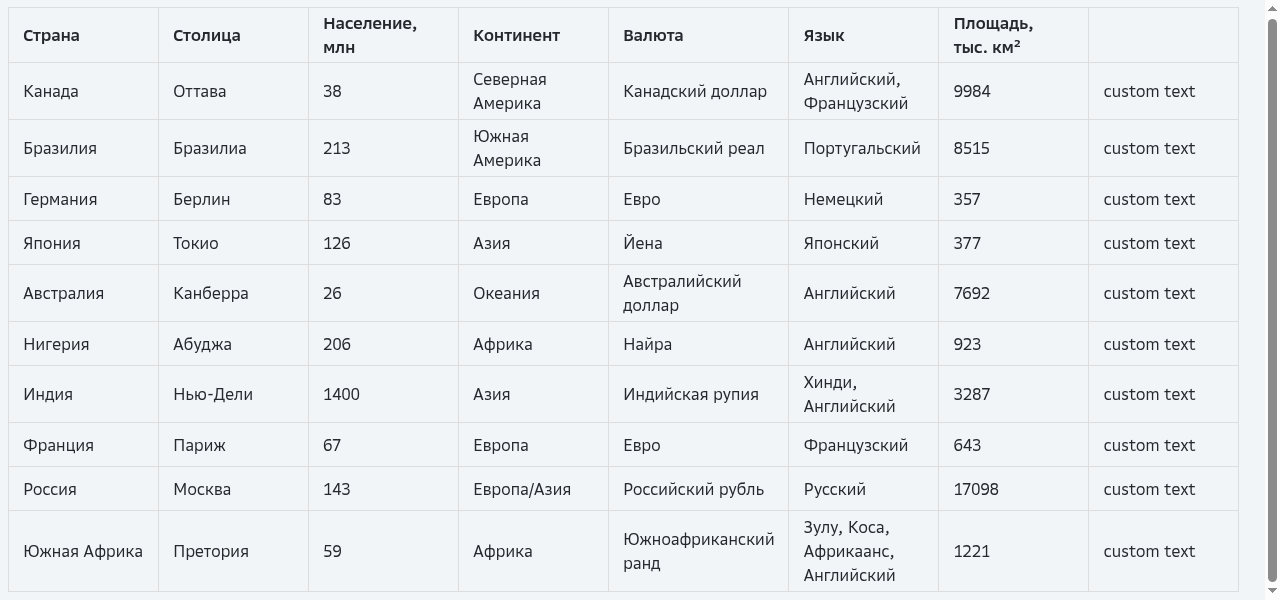 Страна Столица Население, млн Континент Валюта Язык Площадь, тыс. км²
Канада Оттава 38 Северная Америка Канадский доллар Английский, Французский 9984 custom text
Бразилия Бразилиа 213 Южная Америка Бразильский реал Португальский 8515 custom text
Германия Берлин 83 Европа Евро Немецкий 357 custom text
Япония Токио 126 Азия Йена Японский 377 custom text
Австралия Канберра 26 Океания Австралийский доллар Английский 7692 custom text
Нигерия Абуджа 206 Африка Найра Английский 923 custom text
Индия Нью-Дели 1400 Азия Индийская рупия Хинди, Английский 3287 custom text
Франция Париж 67 Европа Евро Французский 643 custom text
Россия Москва 143 Европа/Азия Российский рубль Русский 17098 custom text
Южная Африка Претория 59 Африка Южноафриканский ранд Зулу, Коса, Африкаанс, Английский 1221 custom text